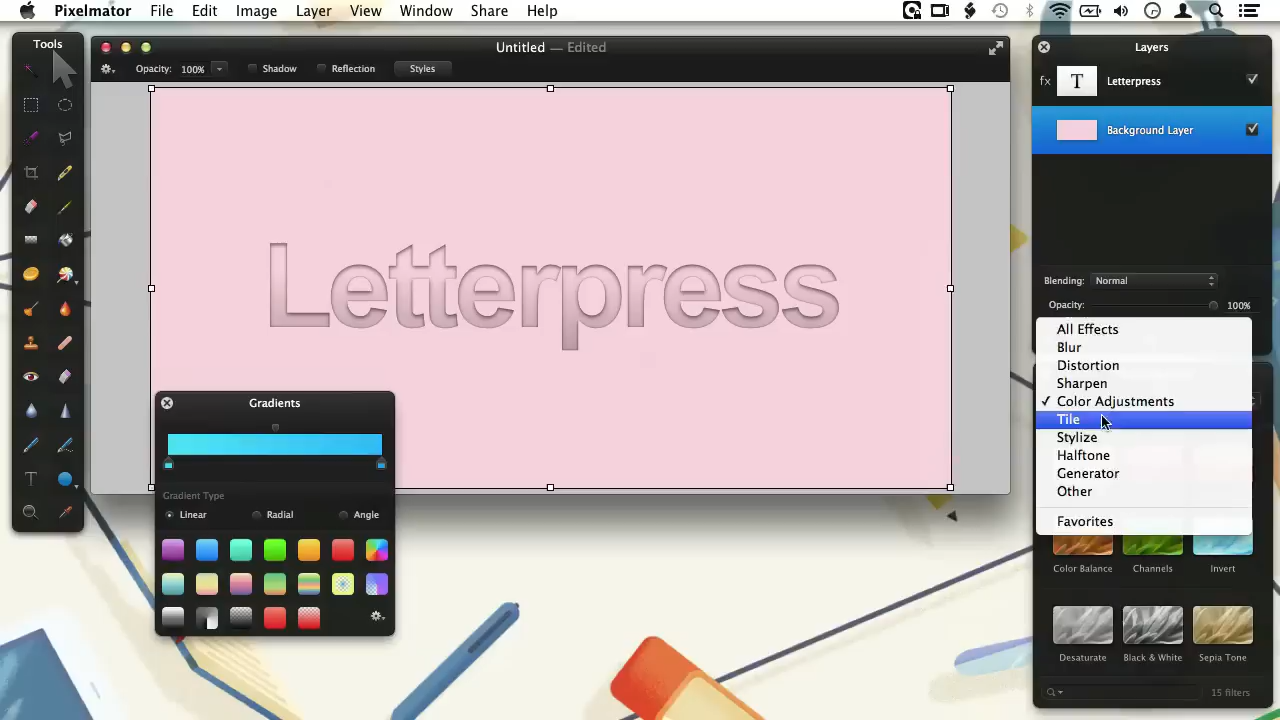 Pixelmator File Edit Image Layer View Window Share Help
Tools
Untitled — Edited
Opacity: 100% Shadow Reflection Styles
Letterpress
Gradients
Gradient Type
Linear Radial Angle
Layers
fx T Letterpress
Background Layer
Blending: Normal
Opacity: 100%
All Effects
Blur
Distortion
Sharpen
✓ Color Adjustments
Tile
Stylize
Halftone
Generator
Other
Favorites
Color Balance Channels Invert
Desaturate Black & White Sepia Tone
15 filters